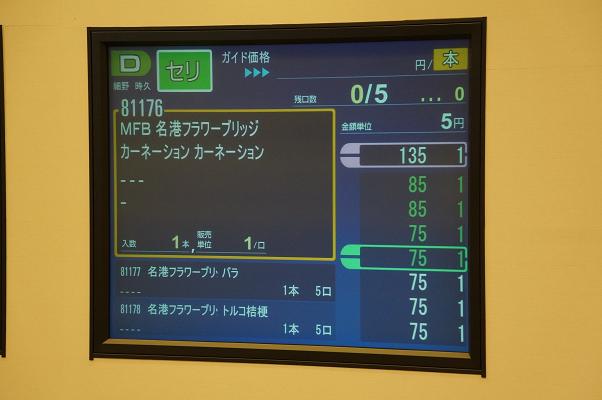 D セリ ガイド価格 円/ 本
細野 時久
残口数 0/5 ... 0
81176
MFB 名港フラワーブリッジ
カーネーション カーネーション
---
-
入数 1本, 販売単位 1/口
81177 名港フラワーブリ・バラ
---- 1本 5口
81178 名港フラワーブリ・トルコ桔梗
---- 1本 5口
金額単位 5円
135 1
85 1
85 1
75 1
75 1
75 1
75 1
75 1